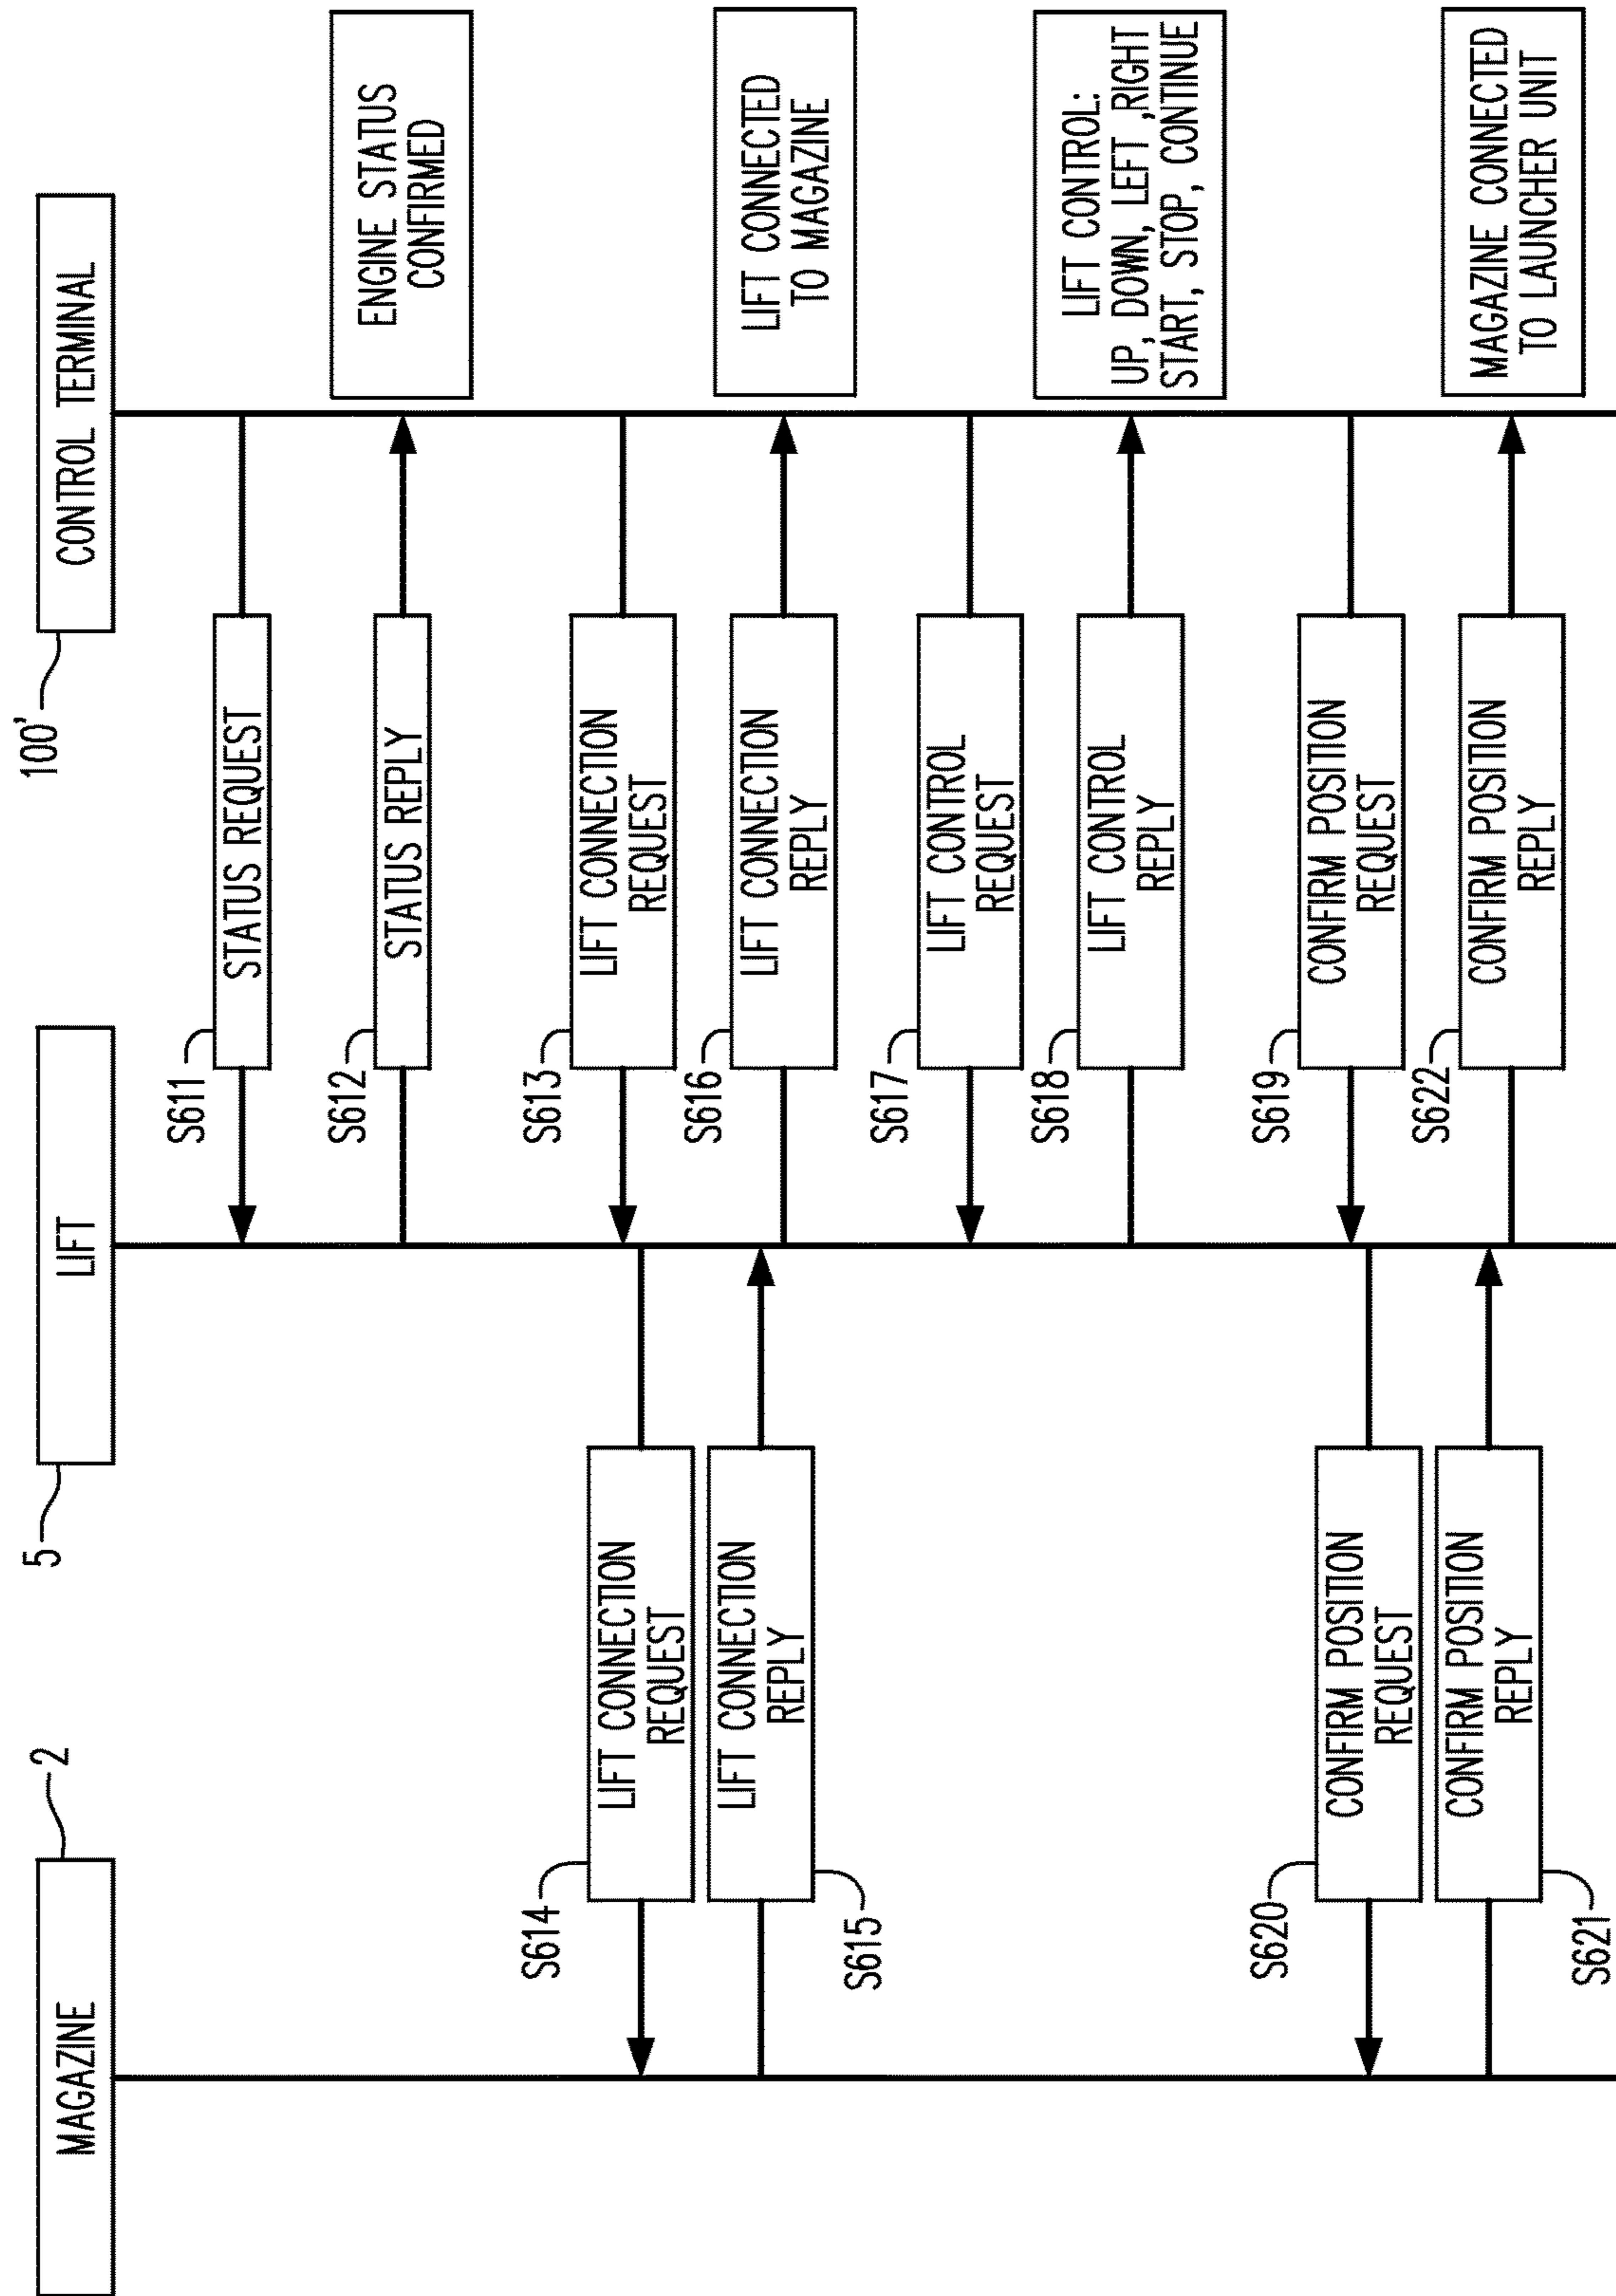 MAGAZINE
2
5
LIFT
100'
CONTROL TERMINAL
S611
STATUS REQUEST
S612
STATUS REPLY
ENGINE STATUS
CONFIRMED
S613
LIFT CONNECTION
REQUEST
S614
LIFT CONNECTION
REQUEST
S615
LIFT CONNECTION
REPLY
S616
LIFT CONNECTION
REPLY
LIFT CONNECTED
TO MAGAZINE
S617
LIFT CONTROL
REQUEST
S618
LIFT CONTROL
REPLY
LIFT CONTROL:
UP, DOWN, LEFT ,RIGHT
START, STOP, CONTINUE
S619
CONFIRM POSITION
REQUEST
S620
CONFIRM POSITION
REQUEST
S621
CONFIRM POSITION
REPLY
S622
CONFIRM POSITION
REPLY
MAGAZINE CONNECTED
TO LAUNCHER UNIT